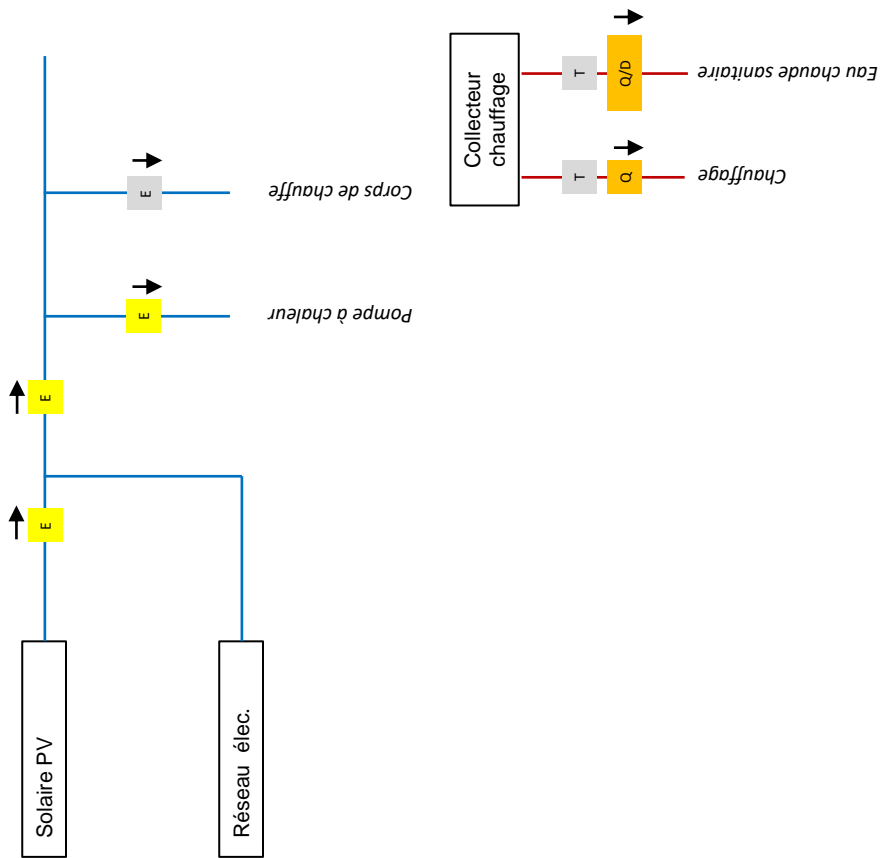 Solaire PV
Réseau élec.
E
E
E
Pompe à chaleur
E
Corps de chauffe
Collecteur
chauffage
T
Q
Chauffage
T
Q/D
Eau chaude sanitaire